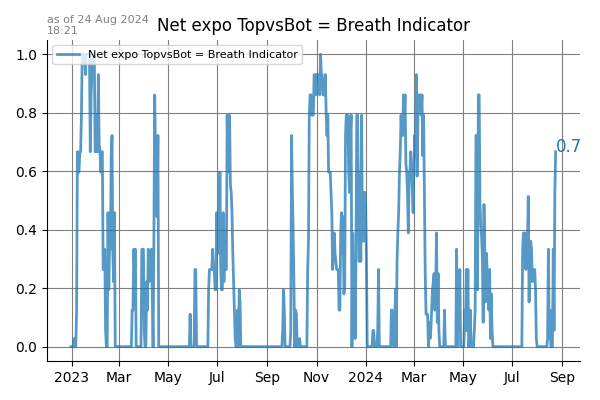 as of 24 Aug 2024
18:21
Net expo TopvsBot = Breath Indicator
Net expo TopvsBot = Breath Indicator
1.0
0.8
0.6
0.4
0.2
0.0
0.7
2023 Mar May Jul Sep Nov 2024 Mar May Jul Sep